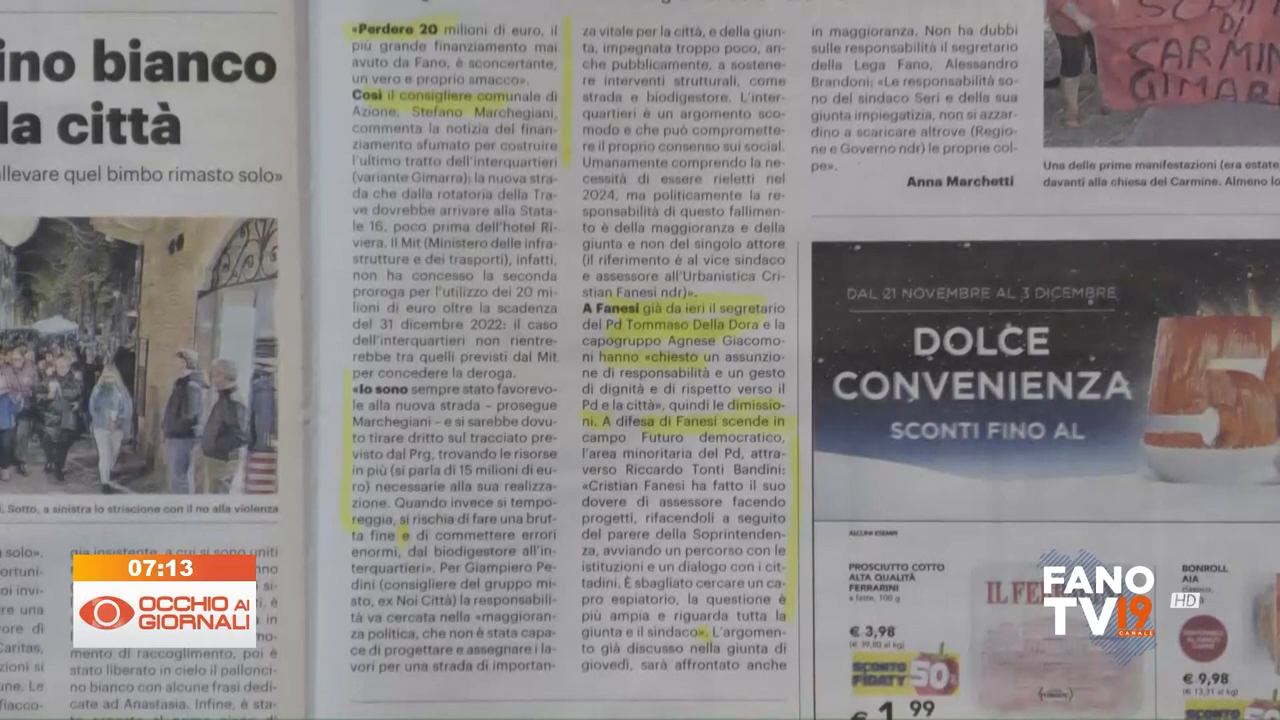 ino bianco
la città
llevare quel bimbo rimasto solo»
Sotto, a sinistra lo striscione con il no alla violenza
solo».
Caritas,
mento di raccoglimento, poi è
stato liberato in cielo il pallonci-
no bianco con alcune frasi dedi-
cate ad Anastasia. Infine, è sta-
«Perdere 20 milioni di euro, il
più grande finanziamento mai
avuto da Fano, è sconcertante,
un vero e proprio smacco».
Così il consigliere comunale di
Azione, Stefano Marchegiani,
commenta la notizia del finan-
ziamento sfumato per costruire
l'ultimo tratto dell'interquartieri
(variante Gimarra): la nuova stra-
da che dalla rotatoria della Tra-
ve dovrebbe arrivare alla Stata-
le 16, poco prima dell'hotel Ri-
viera. Il Mit (Ministero delle infra-
strutture e dei trasporti), infatti,
non ha concesso la seconda
proroga per l'utilizzo dei 20 mi-
lioni di euro oltre la scadenza
del 31 dicembre 2022: il caso
dell'interquartieri non rientre-
rebbe tra quelli previsti dal Mit
per concedere la deroga.
«Io sono sempre stato favorevo-
le alla nuova strada – prosegue
Marchegiani – e si sarebbe dovu-
to tirare dritto sul tracciato pre-
visto dal Prg, trovando le risorse
in più (si parla di 15 milioni di eu-
ro) necessarie alla sua realizza-
zione. Quando invece si tempo-
reggia, si rischia di fare una brut-
ta fine e di commettere errori
enormi, dal biodigestore all'in-
terquartieri». Per Giampiero Pe-
dini (consigliere del gruppo mi-
sto, ex Noi Città) la responsabili-
tà va cercata nella «maggioran-
za politica, che non è stata capa-
ce di progettare e assegnare i la-
vori per una strada di importan-
za vitale per la città, e della giun-
ta, impegnata troppo poco, an-
che pubblicamente, a sostene-
re interventi strutturali, come
strada e biodigestore. L'inter-
quartieri è un argomento sco-
modo e che può compromette-
re il proprio consenso sui social.
Umanamente comprendo la ne-
cessità di essere rieletti nel
2024, ma politicamente la re-
sponsabilità di questo fallimen-
to è della maggioranza e della
giunta e non del singolo attore
(il riferimento è al vice sindaco
e assessore all'Urbanistica Cri-
stian Fanesi ndr)».
A Fanesi già da ieri il segretario
del Pd Tommaso Della Dora e la
capogruppo Agnese Giacomo-
ni hanno «chiesto un assunzio-
ne di responsabilità e un gesto
di dignità e di rispetto verso il
Pd e la città», quindi le dimissio-
ni. A difesa di Fanesi scende in
campo Futuro democratico,
l'area minoritaria del Pd, attra-
verso Riccardo Tonti Bandini:
«Cristian Fanesi ha fatto il suo
dovere di assessore facendo
progetti, rifacendoli a seguito
del parere della Soprintenden-
za, avviando un percorso con le
istituzioni e un dialogo con i cit-
tadini. È sbagliato cercare un ca-
pro espiatorio, la questione è
più ampia e riguarda tutta la
giunta e il sindaco». L'argomen-
to già discusso nella giunta di
giovedì, sarà affrontato anche
in maggioranza. Non ha dubbi
sulle responsabilità il segretario
della Lega Fano, Alessandro
Brandoni: «Le responsabilità so-
no del sindaco Seri e della sua
giunta impiegatizia, non si azzar-
dino a scaricare altrove (Regio-
ne e Governo ndr) le proprie col-
pe».
Anna Marchetti
DI
CARMIN
GIMAR
Una delle prime manifestazioni (era estate
davanti alla chiesa del Carmine. Almeno lo
DAL 21 NOVEMBRE AL 3 DICEMBRE
DOLCE
CONVENIENZA
SCONTI FINO AL
5
ALCUNI ESEMPI
PROSCIUTTO COTTO
ALTA QUALITÀ
FERRARINI
a fette, 100 g
€ 3,98
(€ 39,80 al kg)
SCONTO
FIDATY 50%
€ 1,99
IL FE
BONROLL
AIA
€ 9,98
(€ 13,31 al kg)
SCONTO
07:13
OCCHIO AI
GIORNALI
FANO
TV19
CANALE
HD